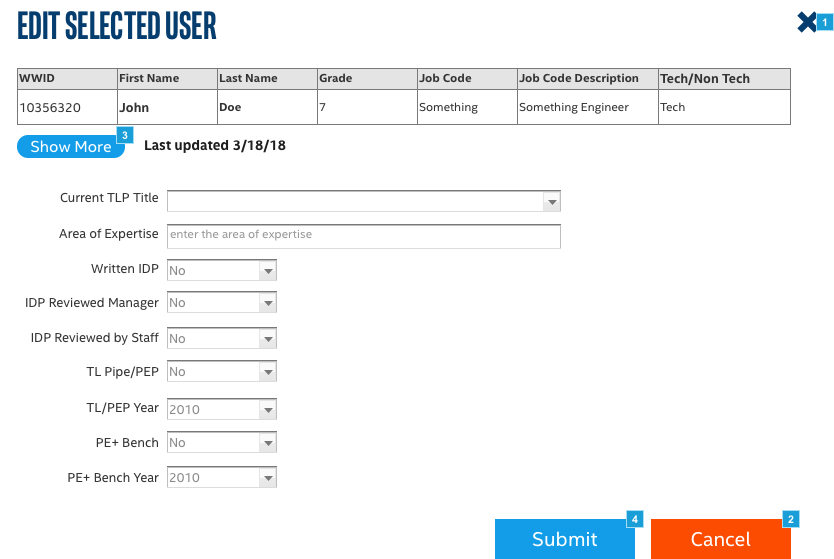 EDIT SELECTED USER
1
WWID First Name Last Name Grade Job Code Job Code Description Tech/Non Tech
10356320 John Doe 7 Something Something Engineer Tech
Show More 3 Last updated 3/18/18
Current TLP Title
Area of Expertise enter the area of expertise
Written IDP No
IDP Reviewed Manager No
IDP Reviewed by Staff No
TL Pipe/PEP No
TL/PEP Year 2010
PE+ Bench No
PE+ Bench Year 2010
Submit 4 Cancel 2